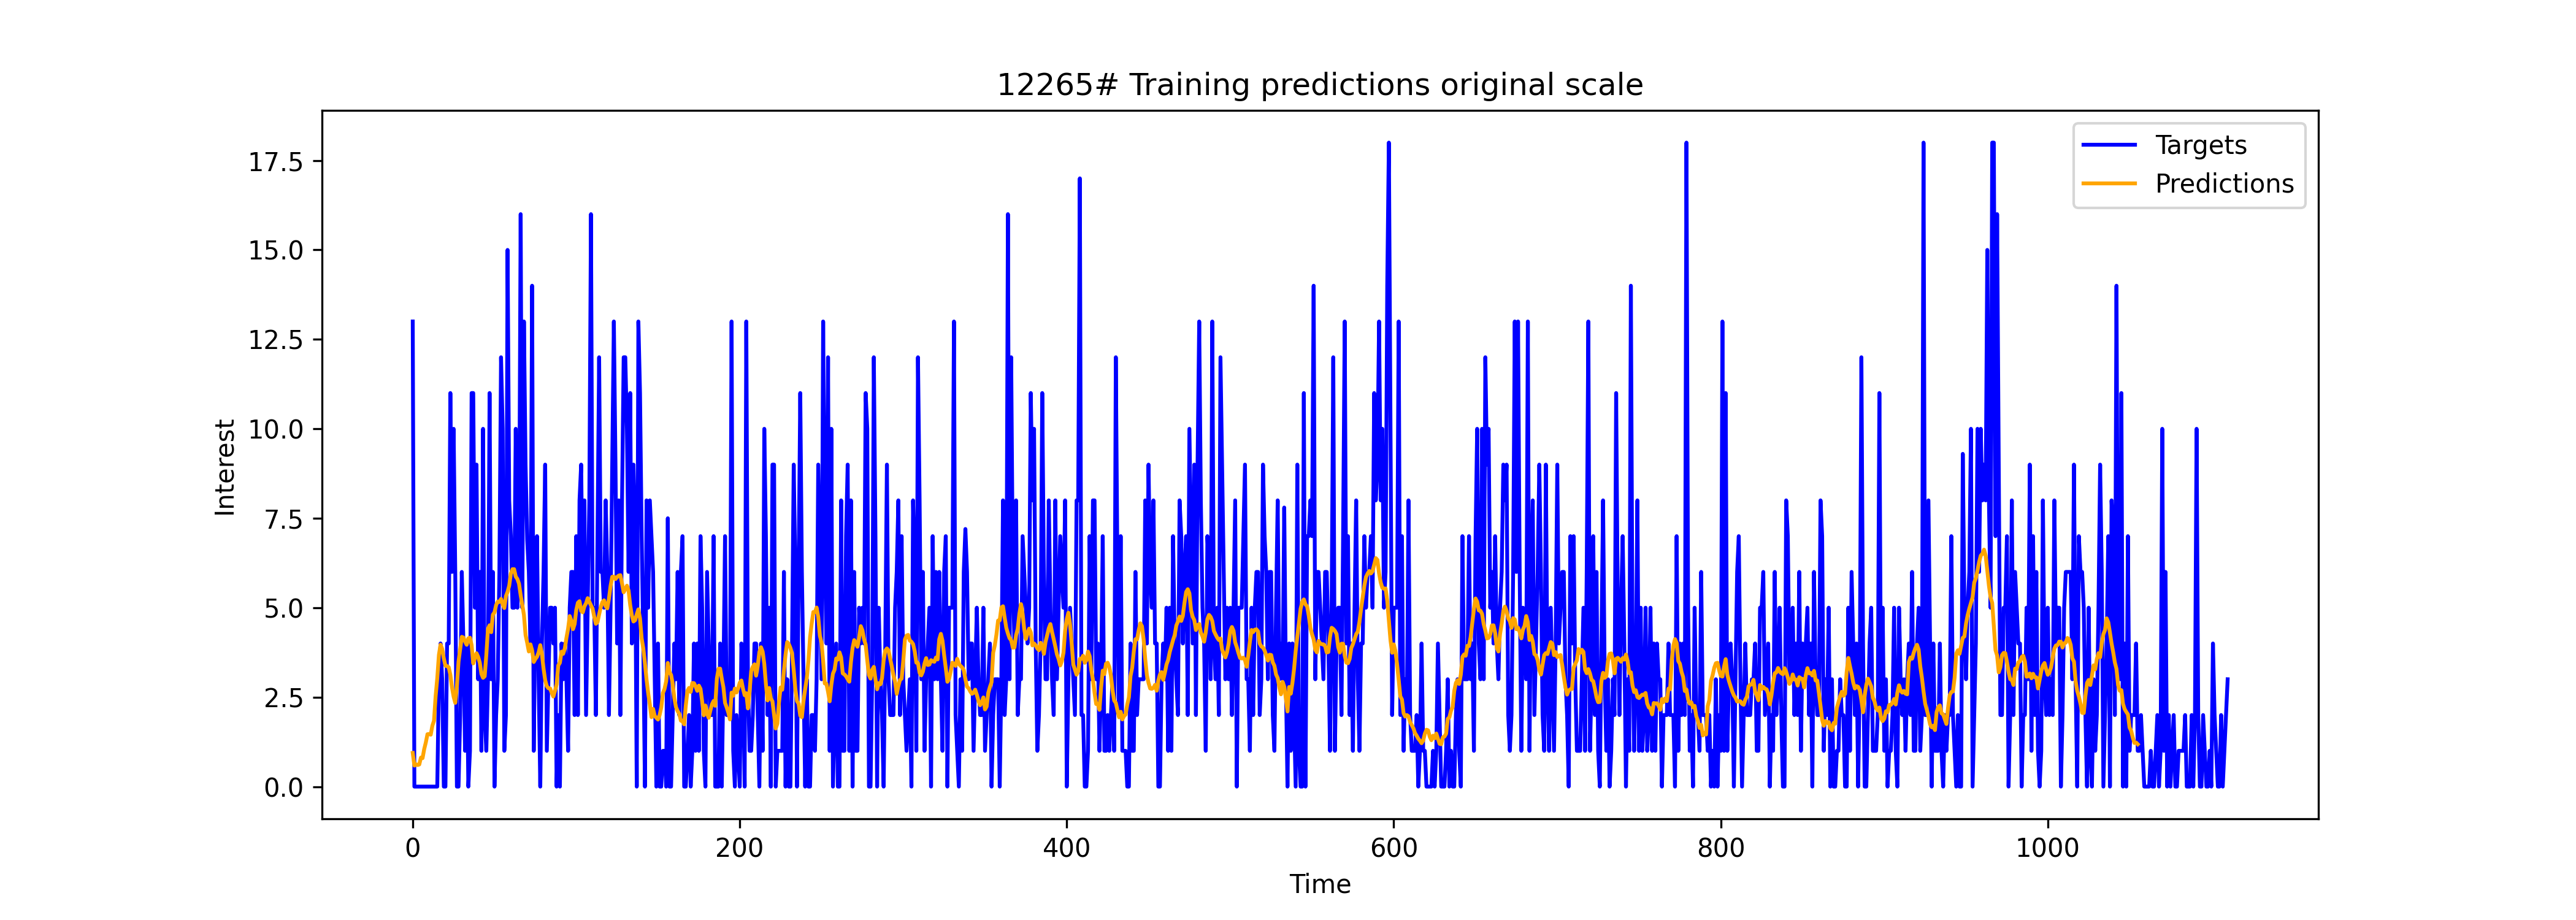 12265# Training predictions original scale
Targets
Predictions
17.5
15.0
12.5
10.0
7.5
5.0
2.5
0.0
Interest
0 200 400 600 800 1000
Time